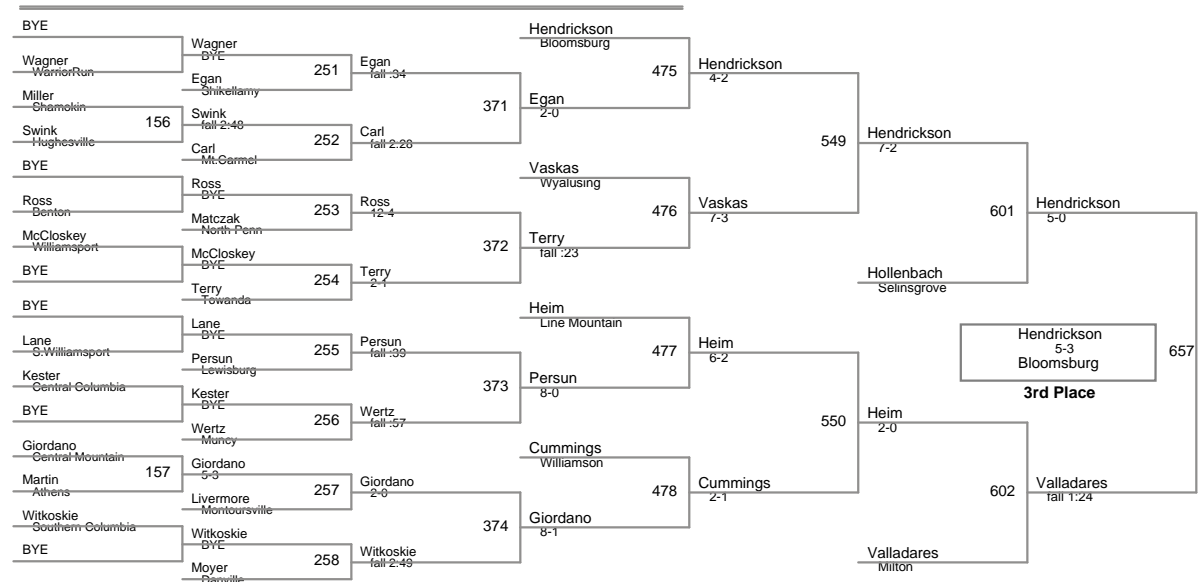 BYE
Wagner
WarriorRun
Miller
Shamokin
156
Swink
Hughesville
BYE
Ross
Benton
McCloskey
Williamsport
BYE
BYE
Lane
S.Williamsport
Kester
Central Columbia
BYE
Giordano
Central Mountain
157
Martin
Athens
Witkoskie
Southern Columbia
BYE
Wagner
BYE
251
Egan
Shikellamy
Swink
fall 2:48
252
Carl
Mt.Carmel
Ross
BYE
253
Matczak
North Penn
McCloskey
BYE
254
Terry
Towanda
Lane
BYE
255
Persun
Lewisburg
Kester
BYE
256
Wertz
Muncy
Giordano
5-3
257
Livermore
Montoursville
Witkoskie
BYE
258
Moyer
Danville
Egan
fall :34
371
Carl
fall 2:28
Ross
12-4
372
Terry
2-1
Persun
fall :39
373
Wertz
fall :57
Giordano
2-0
374
Witkoskie
fall 2:49
Hendrickson
Bloomsburg
475
Egan
2-0
Vaskas
Wyalusing
476
Terry
fall :23
Heim
Line Mountain
477
Persun
8-0
Cummings
Williamson
478
Giordano
8-1
Hendrickson
4-2
549
Vaskas
7-3
Heim
6-2
550
Cummings
2-1
Hendrickson
7-2
601
Hollenbach
Selinsgrove
Heim
2-0
602
Valladares
Milton
Hendrickson
5-0
657
Valladares
fall 1:24
Hendrickson
5-3
Bloomsburg
3rd Place